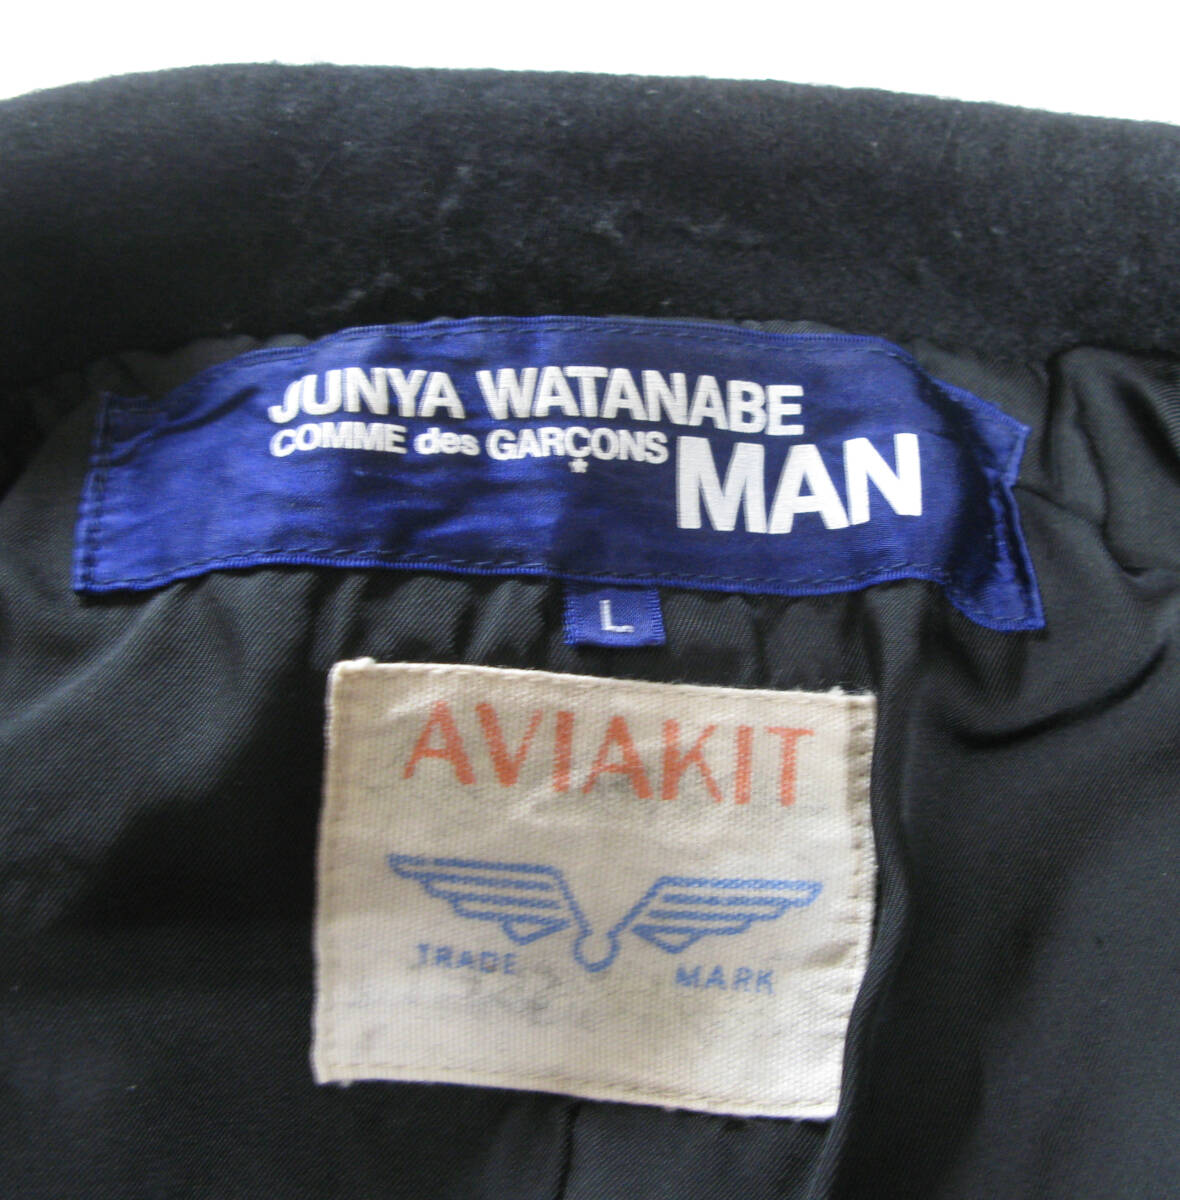 JUNYA WATANABE
COMME des GARÇONS MAN
*
L
AVIAKIT
TRADE MARK